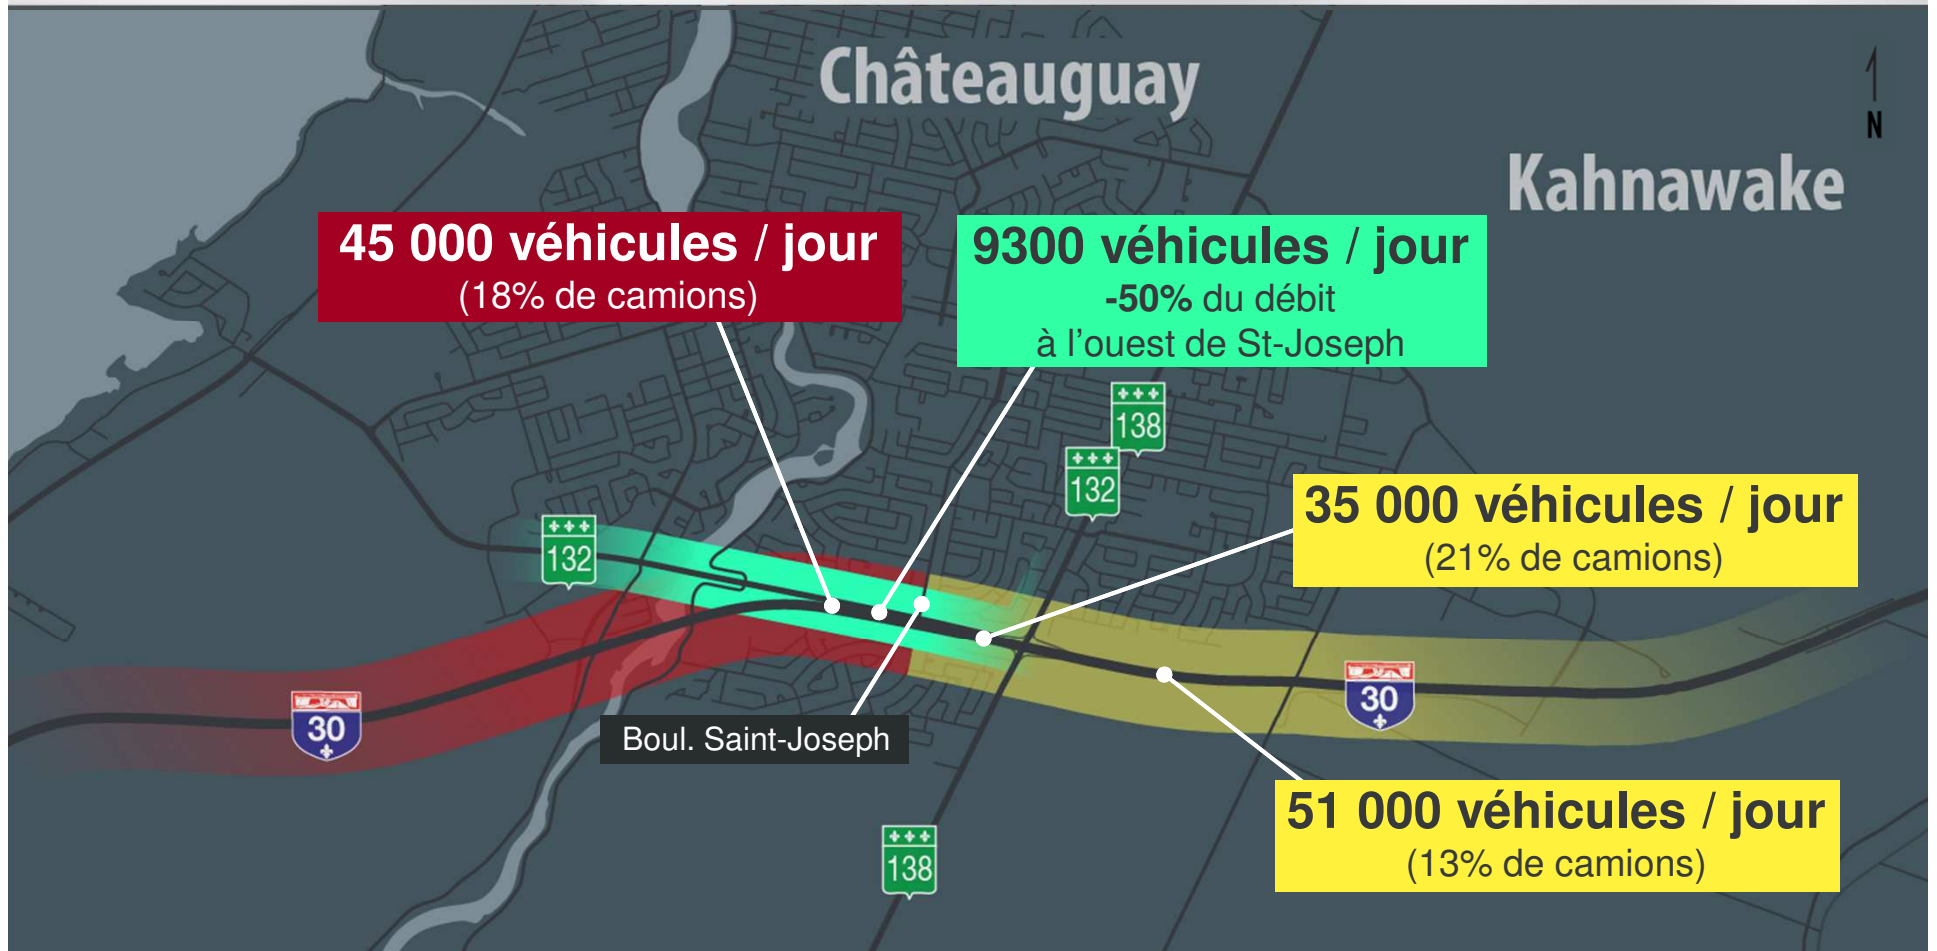 Châteauguay
N
Kahnawake
45 000 véhicules / jour
(18% de camions)
9300 véhicules / jour
-50% du débit
à l'ouest de St-Joseph
138
132
35 000 véhicules / jour
(21% de camions)
132
30
30
Boul. Saint-Joseph
51 000 véhicules / jour
(13% de camions)
138